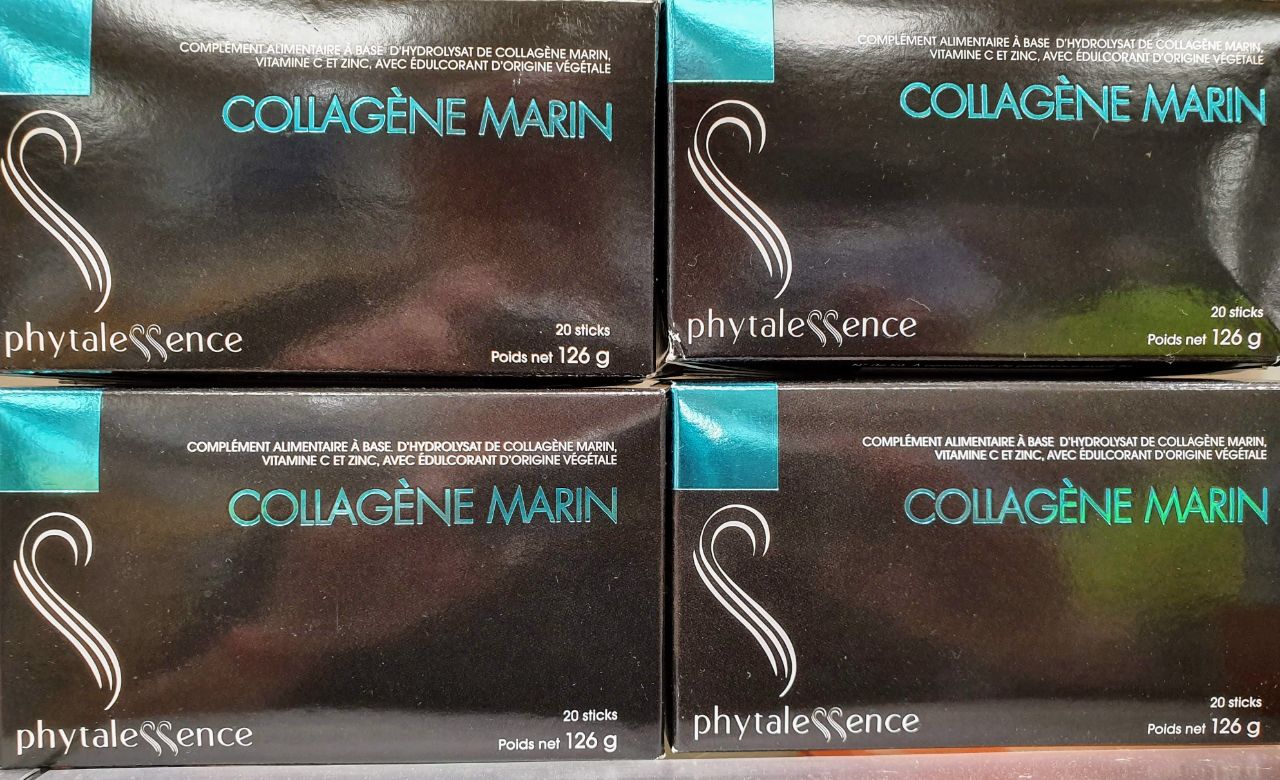 COMPLÉMENT ALIMENTAIRE À BASE D'HYDROLYSAT DE COLLAGÈNE MARIN,
VITAMINE C ET ZINC, AVEC ÉDULCORANT D'ORIGINE VÉGÉTALE
COLLAGÈNE MARIN
phytalessence
20 sticks
Poids net 126 g
COMPLÉMENT ALIMENTAIRE À BASE D'HYDROLYSAT DE COLLAGÈNE MARIN,
VITAMINE C ET ZINC, AVEC ÉDULCORANT D'ORIGINE VÉGÉTALE
COLLAGÈNE MARIN
phytalessence
20 sticks
Poids net 126 g
COMPLÉMENT ALIMENTAIRE À BASE D'HYDROLYSAT DE COLLAGÈNE MARIN,
VITAMINE C ET ZINC, AVEC ÉDULCORANT D'ORIGINE VÉGÉTALE
COLLAGÈNE MARIN
phytalessence
20 sticks
Poids net 126 g
COMPLÉMENT ALIMENTAIRE À BASE D'HYDROLYSAT DE COLLAGÈNE MARIN,
VITAMINE C ET ZINC, AVEC ÉDULCORANT D'ORIGINE VÉGÉTALE
COLLAGÈNE MARIN
phytalessence
20 sticks
Poids net 126 g